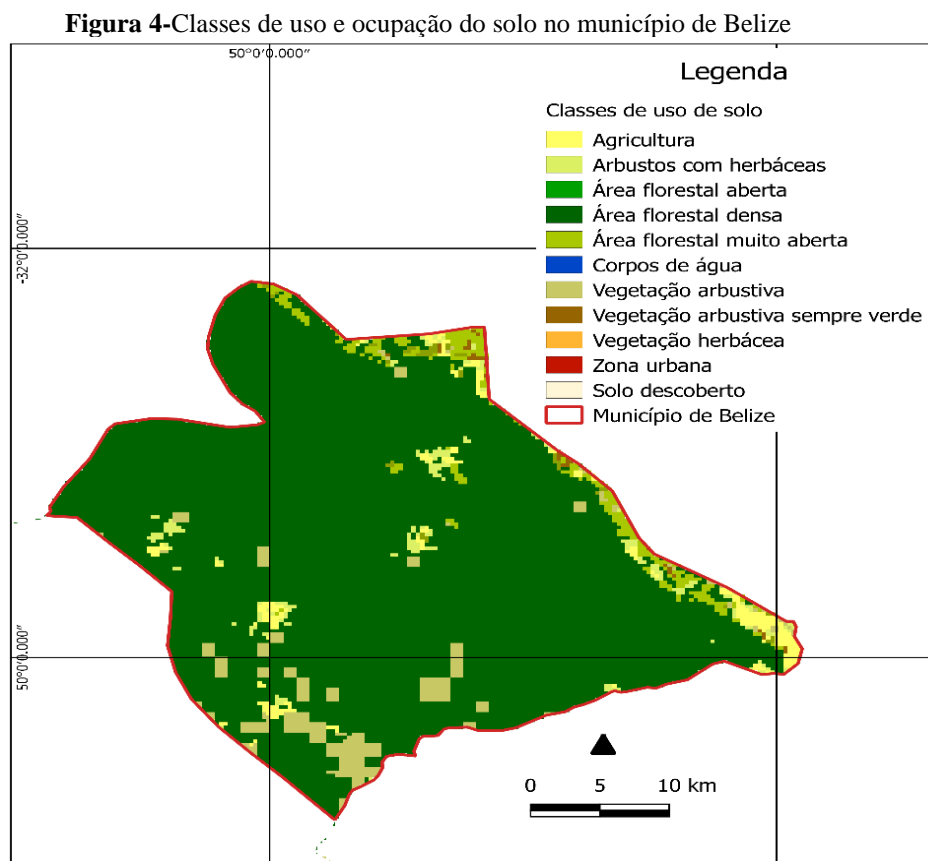 Figura 4-Classes de uso e ocupação do solo no município de Belize
50°0'0.000"
Legenda
Classes de uso de solo
Agricultura
Arbustos com herbáceas
Área florestal aberta
Área florestal densa
Área florestal muito aberta
Corpos de água
Vegetação arbustiva
Vegetação arbustiva sempre verde
Vegetação herbácea
Zona urbana
Solo descoberto
Município de Belize
-32°0'0.000"
50°0'0.000"
0 5 10 km